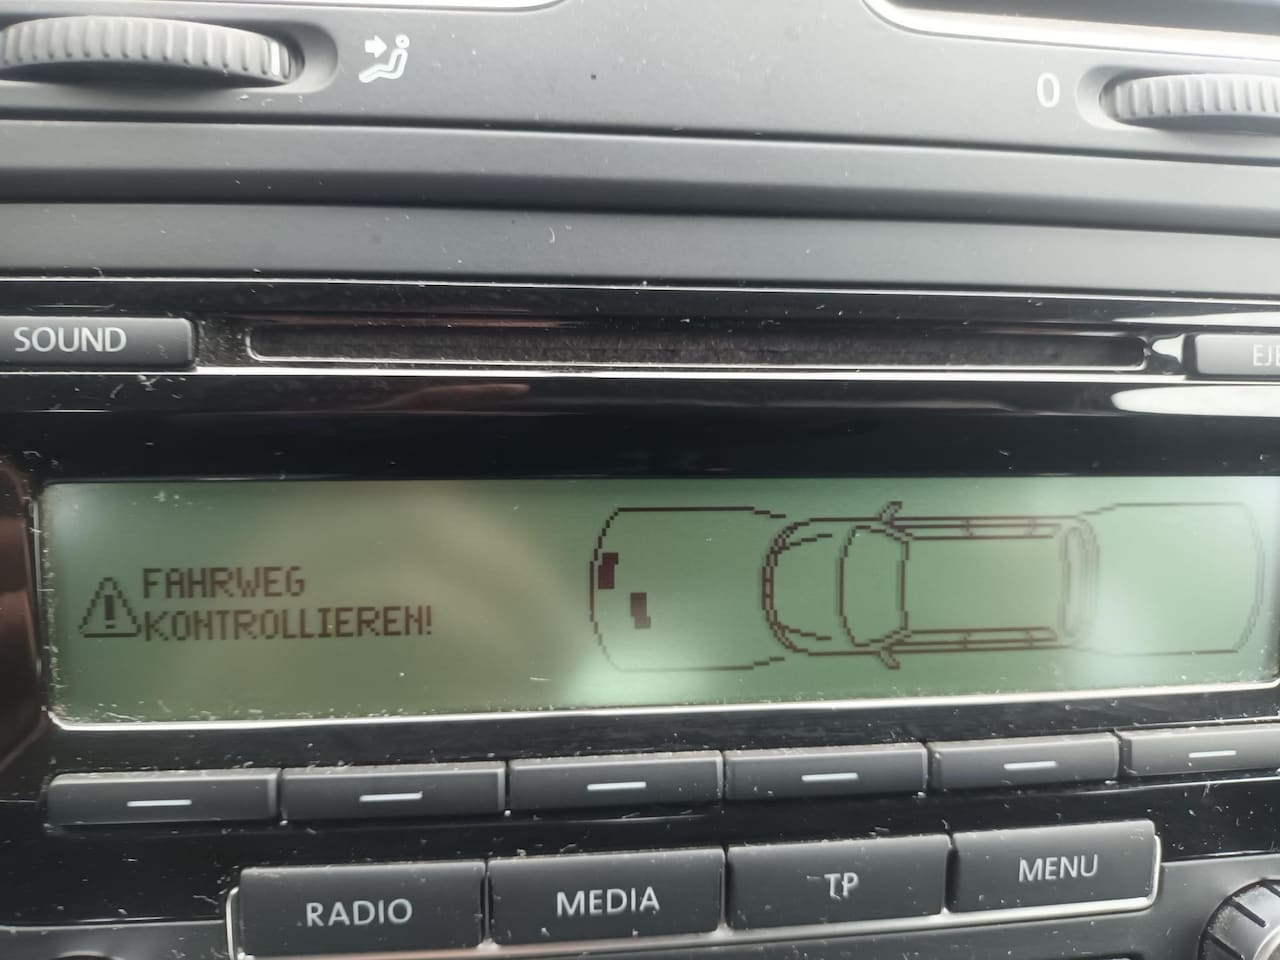 0
SOUND
FAHRWEG
KONTROLLIEREN!
RADIO
MEDIA
TP
MENU